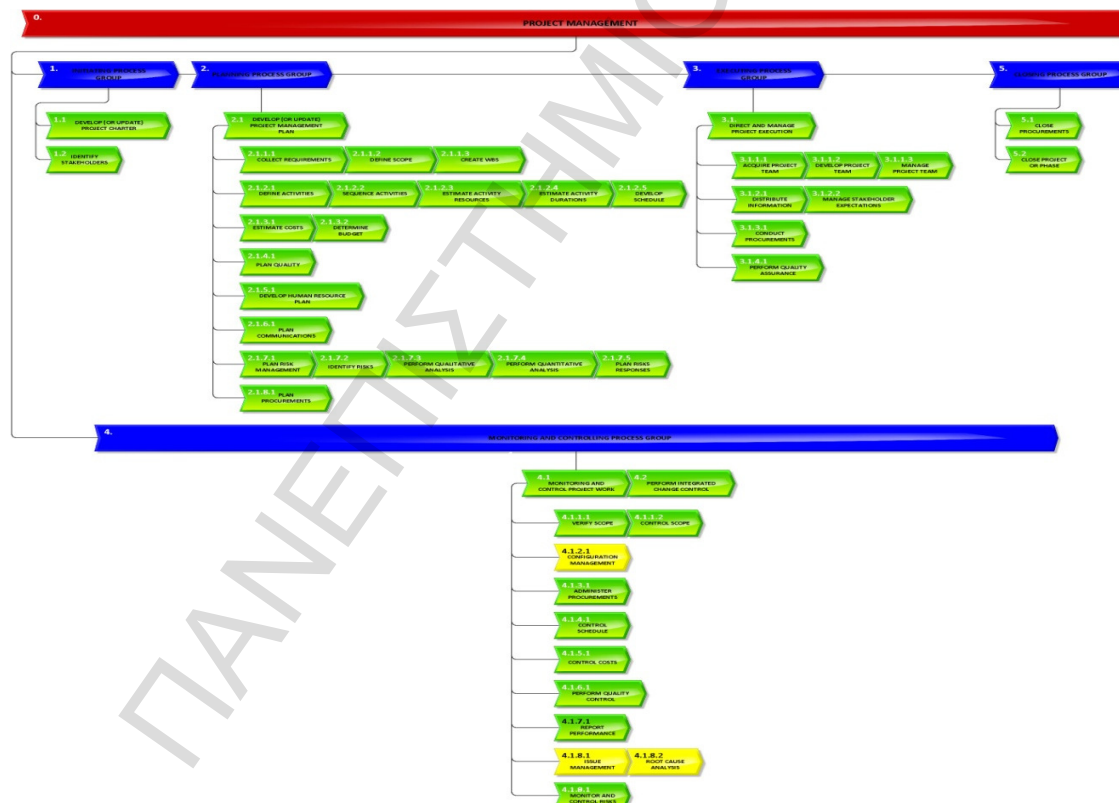 0.
PROJECT MANAGEMENT
1.
INITIATING PROCESS
GROUP
2.
PLANNING PROCESS GROUP
3.
EXECUTING PROCESS
GROUP
5.
CLOSING PROCESS GROUP
1.1
DEVELOP (OR UPDATE)
PROJECT CHARTER
1.2
IDENTIFY
STAKEHOLDERS
2.1
DEVELOP (OR UPDATE)
PROJECT MANAGEMENT
PLAN
2.1.1.1
COLLECT REQUIREMENTS
2.1.1.2
DEFINE SCOPE
2.1.1.3
CREATE WBS
2.1.2.1
DEFINE ACTIVITIES
2.1.2.2
SEQUENCE ACTIVITIES
2.1.2.3
ESTIMATE ACTIVITY
RESOURCES
2.1.2.4
ESTIMATE ACTIVITY
DURATIONS
2.1.2.5
DEVELOP
SCHEDULE
2.1.3.1
ESTIMATE COSTS
2.1.3.2
DETERMINE
BUDGET
2.1.4.1
PLAN QUALITY
2.1.5.1
DEVELOP HUMAN RESOURCE
PLAN
2.1.6.1
PLAN
COMMUNICATIONS
2.1.7.1
PLAN RISK
MANAGEMENT
2.1.7.2
IDENTIFY RISKS
2.1.7.3
PERFORM QUALITATIVE
ANALYSIS
2.1.7.4
PERFORM QUANTITATIVE
ANALYSIS
2.1.7.5
PLAN RISKS
RESPONSES
2.1.8.1
PLAN
PROCUREMENTS
3.1.
DIRECT AND MANAGE
PROJECT EXECUTION
3.1.1.1
ACQUIRE PROJECT
TEAM
3.1.1.2
DEVELOP PROJECT
TEAM
3.1.1.3
MANAGE
PROJECT TEAM
3.1.2.1
DISTRIBUTE
INFORMATION
3.1.2.2
MANAGE STAKEHOLDER
EXPECTATIONS
3.1.3.1
CONDUCT
PROCUREMENTS
3.1.4.1
PERFORM QUALITY
ASSURANCE
5.1
CLOSE
PROCUREMENTS
5.2
CLOSE PROJECT
OR PHASE
4.
MONITORING AND CONTROLLING PROCESS GROUP
4.1
MONITORING AND
CONTROL PROJECT WORK
4.2
PERFORM INTEGRATED
CHANGE CONTROL
4.1.1.1
VERIFY SCOPE
4.1.1.2
CONTROL SCOPE
4.1.2.1
CONFIGURATION
MANAGEMENT
4.1.3.1
ADMINISTER
PROCUREMENTS
4.1.4.1
CONTROL
SCHEDULE
4.1.5.1
CONTROL COSTS
4.1.6.1
PERFORM QUALITY
CONTROL
4.1.7.1
REPORT
PERFORMANCE
4.1.8.1
ISSUE
MANAGEMENT
4.1.8.2
ROOT CAUSE
ANALYSIS
4.1.8.1
MONITOR AND
CONTROL RISKS
ΠΑΝΕΠΙΣΤΗΜΙΟ